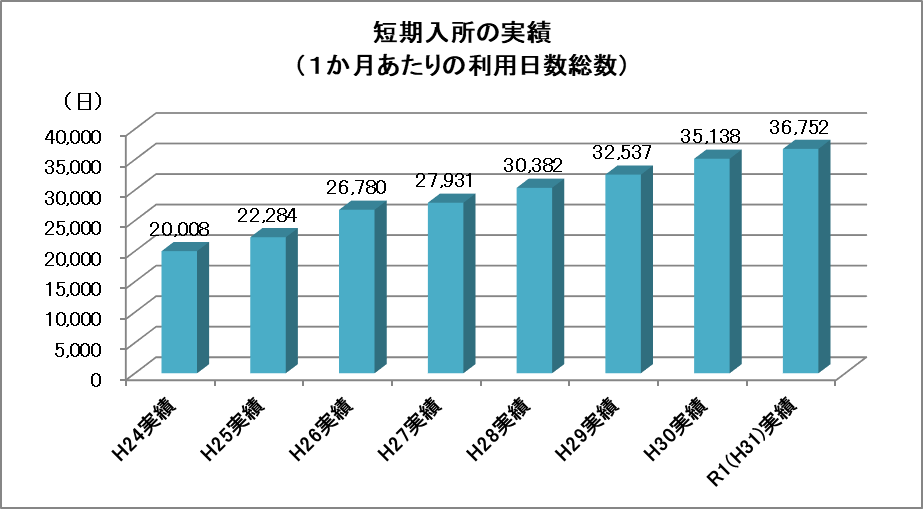 短期入所の実績
（１か月あたりの利用日数総数）
（日）
40,000
35,000
30,000
25,000
20,000
15,000
10,000
5,000
0
20,008
22,284
26,780
27,931
30,382
32,537
35,138
36,752
H24実績
H25実績
H26実績
H27実績
H28実績
H29実績
H30実績
R1(H31)実績